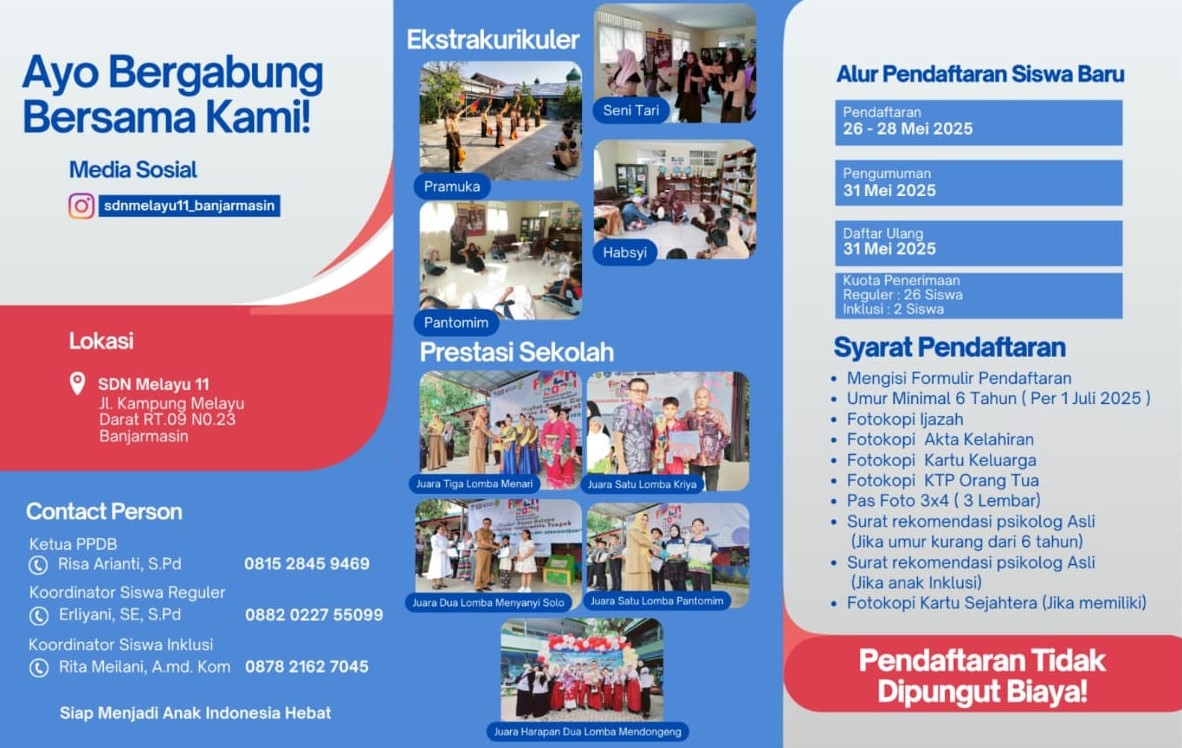 Ayo Bergabung
Bersama Kami!
Media Sosial
sdnmelayu11_banjarmasin
Lokasi
SDN Melayu 11
Jl. Kampung Melayu
Darat RT.09 N0.23
Banjarmasin
Contact Person
Ketua PPDB
Risa Arianti, S.Pd 0815 2845 9469
Koordinator Siswa Reguler
Erliyani, SE, S.Pd 0882 0227 55099
Koordinator Siswa Inklusi
Rita Meilani, A.md. Kom 0878 2162 7045
Siap Menjadi Anak Indonesia Hebat
Ekstrakurikuler
Seni Tari
Pramuka
Habsyi
Pantomim
Prestasi Sekolah
Juara Tiga Lomba Menari
Juara Satu Lomba Kriya
Juara Dua Lomba Menyanyi Solo
Juara Satu Lomba Pantomim
Juara Harapan Dua Lomba Mendongeng
Alur Pendaftaran Siswa Baru
Pendaftaran
26 - 28 Mei 2025
Pengumuman
31 Mei 2025
Daftar Ulang
31 Mei 2025
Kuota Penerimaan
Reguler : 26 Siswa
Inklusi : 2 Siswa
Syarat Pendaftaran
• Mengisi Formulir Pendaftaran
• Umur Minimal 6 Tahun ( Per 1 Juli 2025 )
• Fotokopi Ijazah
• Fotokopi Akta Kelahiran
• Fotokopi Kartu Keluarga
• Fotokopi KTP Orang Tua
• Pas Foto 3x4 ( 3 Lembar)
• Surat rekomendasi psikolog Asli
(Jika umur kurang dari 6 tahun)
• Surat rekomendasi psikolog Asli
(Jika anak Inklusi)
• Fotokopi Kartu Sejahtera (Jika memiliki)
Pendaftaran Tidak
Dipungut Biaya!